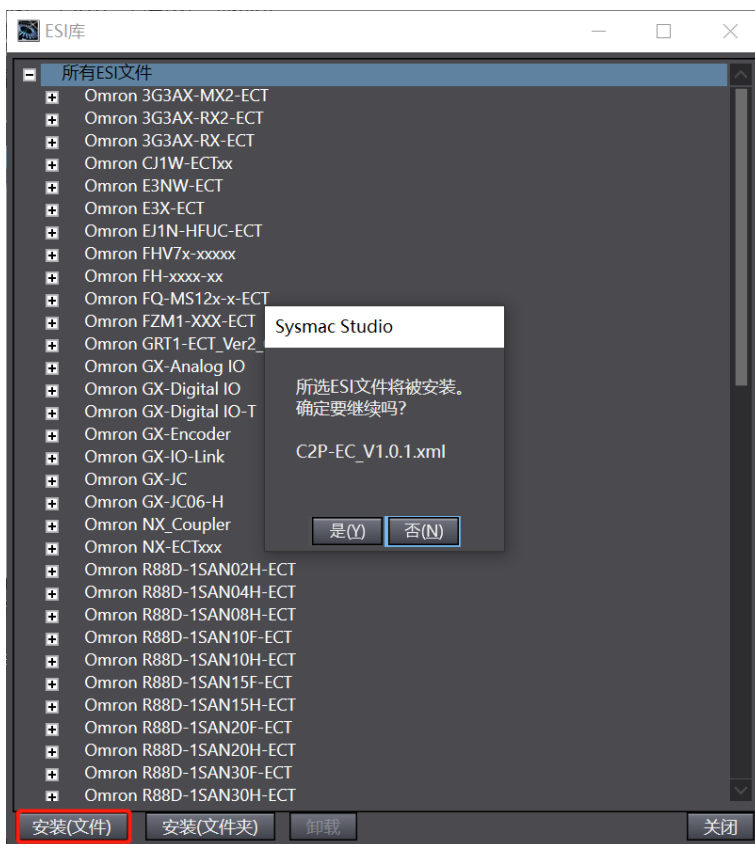 ESI库
所有ESI文件
Omron 3G3AX-MX2-ECT
Omron 3G3AX-RX2-ECT
Omron 3G3AX-RX-ECT
Omron CJ1W-ECTxx
Omron E3NW-ECT
Omron E3X-ECT
Omron EJ1N-HFUC-ECT
Omron FHV7x-xxxxx
Omron FH-xxxx-xx
Omron FQ-MS12x-x-ECT
Omron FZM1-XXX-ECT
Omron GRT1-ECT_Ver2_
Omron GX-Analog IO
Omron GX-Digital IO
Omron GX-Digital IO-T
Omron GX-Encoder
Omron GX-IO-Link
Omron GX-JC
Omron GX-JC06-H
Omron NX_Coupler
Omron NX-ECTxxx
Omron R88D-1SAN02H-ECT
Omron R88D-1SAN04H-ECT
Omron R88D-1SAN08H-ECT
Omron R88D-1SAN10F-ECT
Omron R88D-1SAN10H-ECT
Omron R88D-1SAN15F-ECT
Omron R88D-1SAN15H-ECT
Omron R88D-1SAN20F-ECT
Omron R88D-1SAN20H-ECT
Omron R88D-1SAN30F-ECT
Omron R88D-1SAN30H-ECT
Sysmac Studio
所选ESI文件将被安装。
确定要继续吗?
C2P-EC_V1.0.1.xml
是(Y) 否(N)
安装(文件) 安装(文件夹) 卸载 关闭